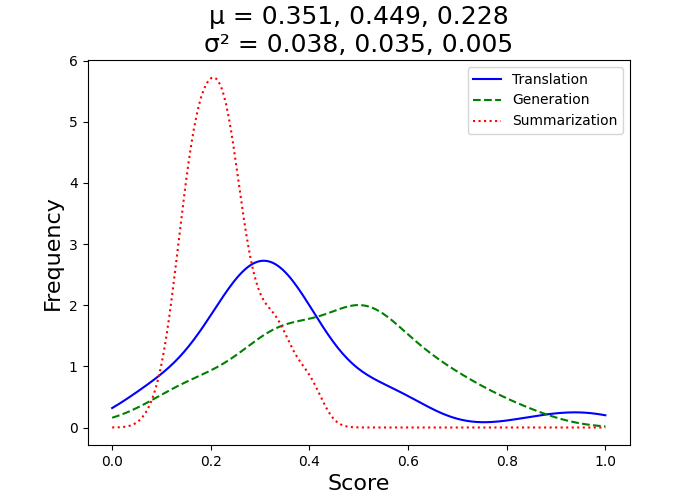 μ = 0.351, 0.449, 0.228
σ² = 0.038, 0.035, 0.005
Translation
Generation
Summarization
Frequency
6
5
4
3
2
1
0
0.0 0.2 0.4 0.6 0.8 1.0
Score